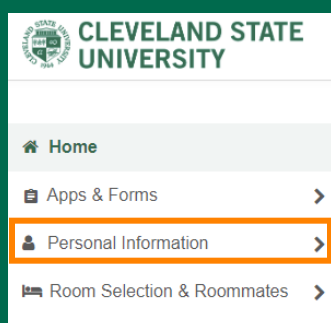 CLEVELAND STATE
UNIVERSITY
Home
Apps & Forms
Personal Information
Room Selection & Roommates